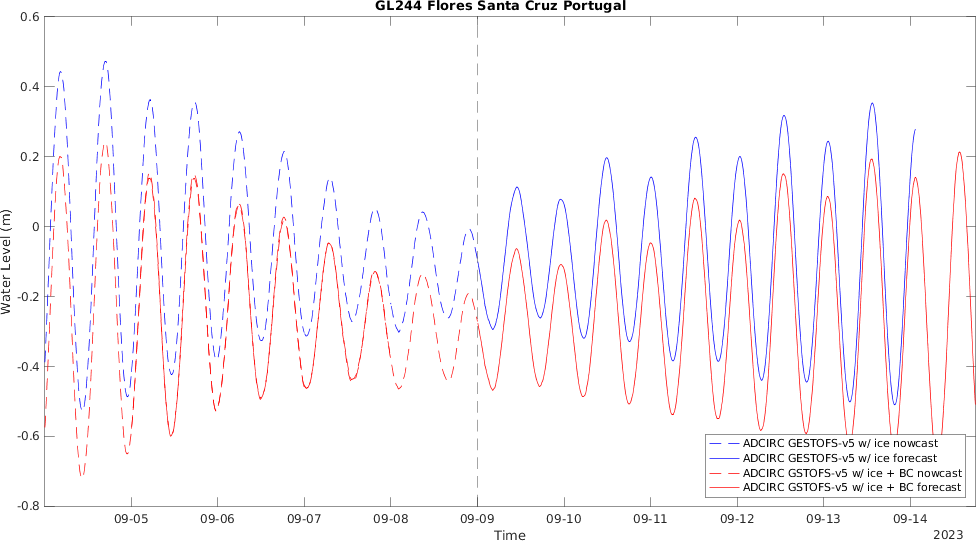 GL244 Flores Santa Cruz Portugal
0.6
0.4
0.2
0
-0.2
-0.4
-0.6
-0.8
Water Level (m)
ADCIRC GESTOFS-v5 w/ ice nowcast
ADCIRC GESTOFS-v5 w/ ice forecast
ADCIRC GSTOFS-v5 w/ ice + BC nowcast
ADCIRC GSTOFS-v5 w/ ice + BC forecast
09-05 09-06 09-07 09-08 09-09 09-10 09-11 09-12 09-13 09-14
Time
2023